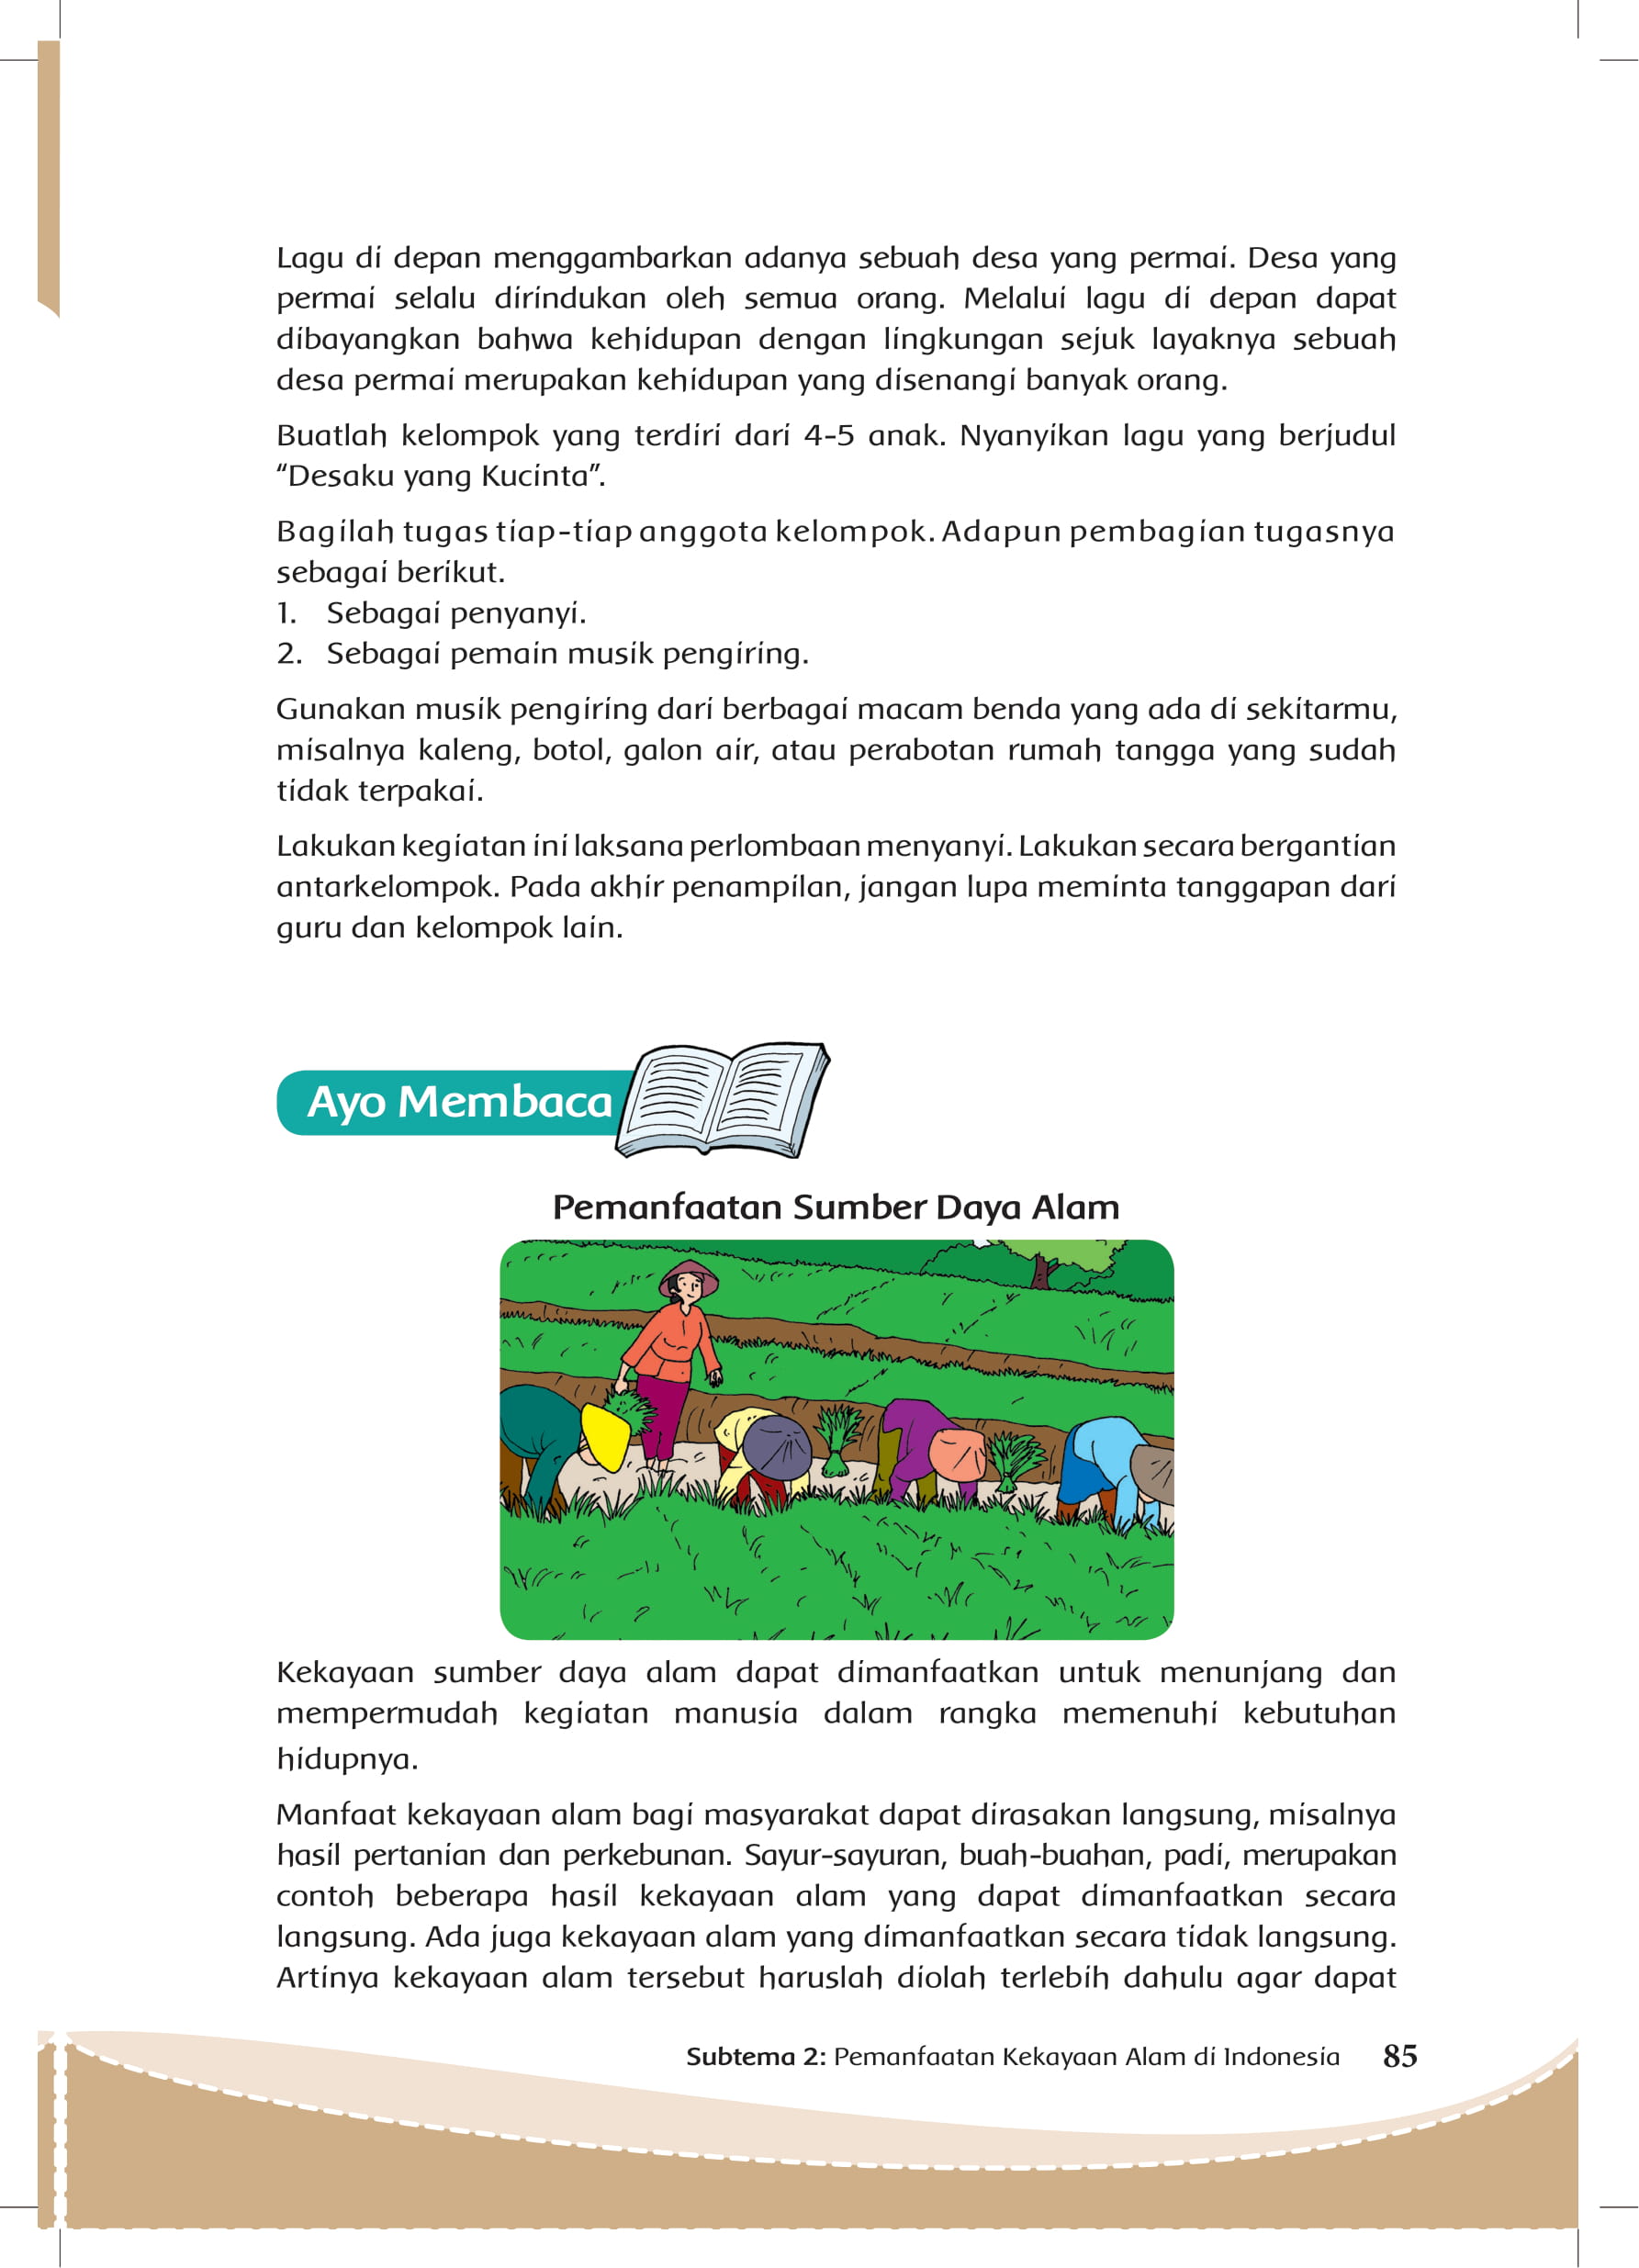 Lagu di depan menggambarkan adanya sebuah desa yang permai. Desa yang
permai selalu dirindukan oleh semua orang. Melalui lagu di depan dapat
dibayangkan bahwa kehidupan dengan lingkungan sejuk layaknya sebuah
desa permai merupakan kehidupan yang disenangi banyak orang.
Buatlah kelompok yang terdiri dari 4-5 anak. Nyanyikan lagu yang berjudul
“Desaku yang Kucinta”.
Bagilah tugas tiap-tiap anggota kelompok. Adapun pembagian tugasnya
sebagai berikut.
1. Sebagai penyanyi.
2. Sebagai pemain musik pengiring.
Gunakan musik pengiring dari berbagai macam benda yang ada di sekitarmu,
misalnya kaleng, botol, galon air, atau perabotan rumah tangga yang sudah
tidak terpakai.
Lakukan kegiatan ini laksana perlombaan menyanyi. Lakukan secara bergantian
antarkelompok. Pada akhir penampilan, jangan lupa meminta tanggapan dari
guru dan kelompok lain.
Ayo Membaca
Pemanfaatan Sumber Daya Alam
Kekayaan sumber daya alam dapat dimanfaatkan untuk menunjang dan
mempermudah kegiatan manusia dalam rangka memenuhi kebutuhan
hidupnya.
Manfaat kekayaan alam bagi masyarakat dapat dirasakan langsung, misalnya
hasil pertanian dan perkebunan. Sayur-sayuran, buah-buahan, padi, merupakan
contoh beberapa hasil kekayaan alam yang dapat dimanfaatkan secara
langsung. Ada juga kekayaan alam yang dimanfaatkan secara tidak langsung.
Artinya kekayaan alam tersebut haruslah diolah terlebih dahulu agar dapat
Subtema 2: Pemanfaatan Kekayaan Alam di Indonesia 85